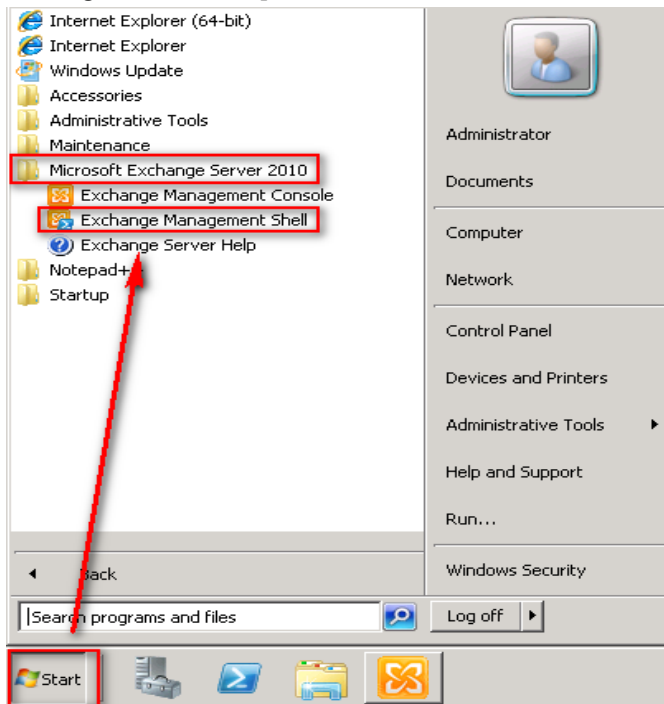 Internet Explorer (64-bit)
Internet Explorer
Windows Update
Accessories
Administrative Tools
Maintenance
Microsoft Exchange Server 2010
Exchange Management Console
Exchange Management Shell
Exchange Server Help
Notepad++
Startup
Back
Search programs and files
Administrator
Documents
Computer
Network
Control Panel
Devices and Printers
Administrative Tools
Help and Support
Run...
Windows Security
Log off
Start